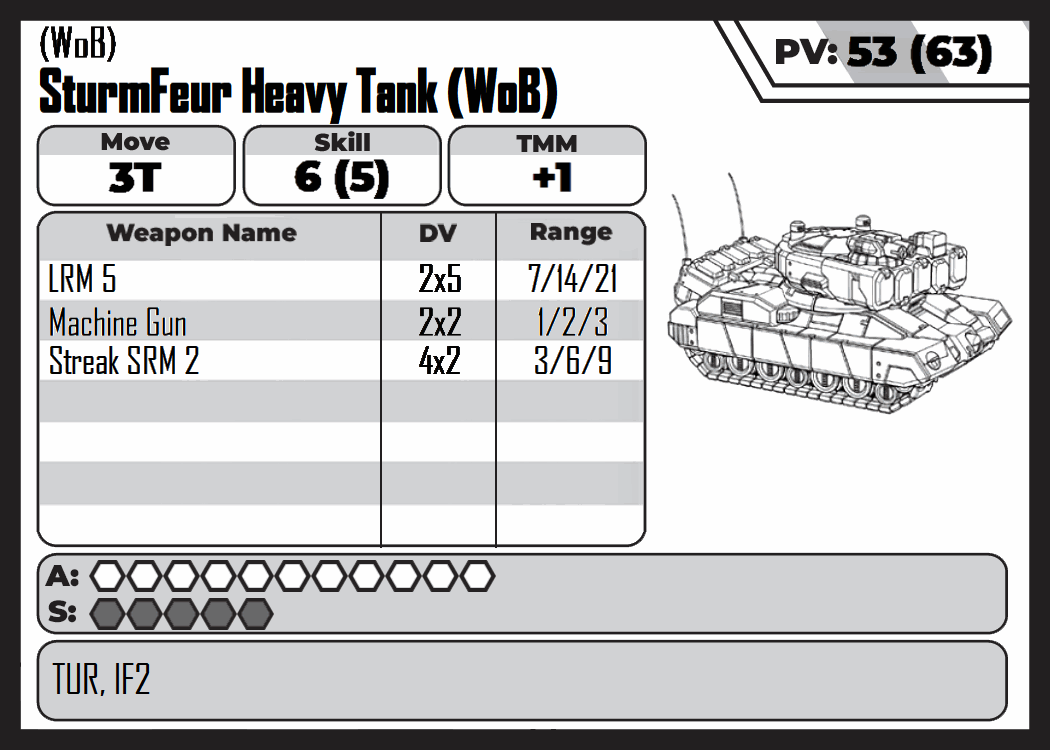 (WoB)
SturmFeur Heavy Tank (WoB)
PV: 53 (63)
Move Skill TMM
3T 6 (5) +1
Weapon Name DV Range
LRM 5 2x5 7/14/21
Machine Gun 2x2 1/2/3
Streak SRM 2 4x2 3/6/9
A:
S:
TUR, IF2